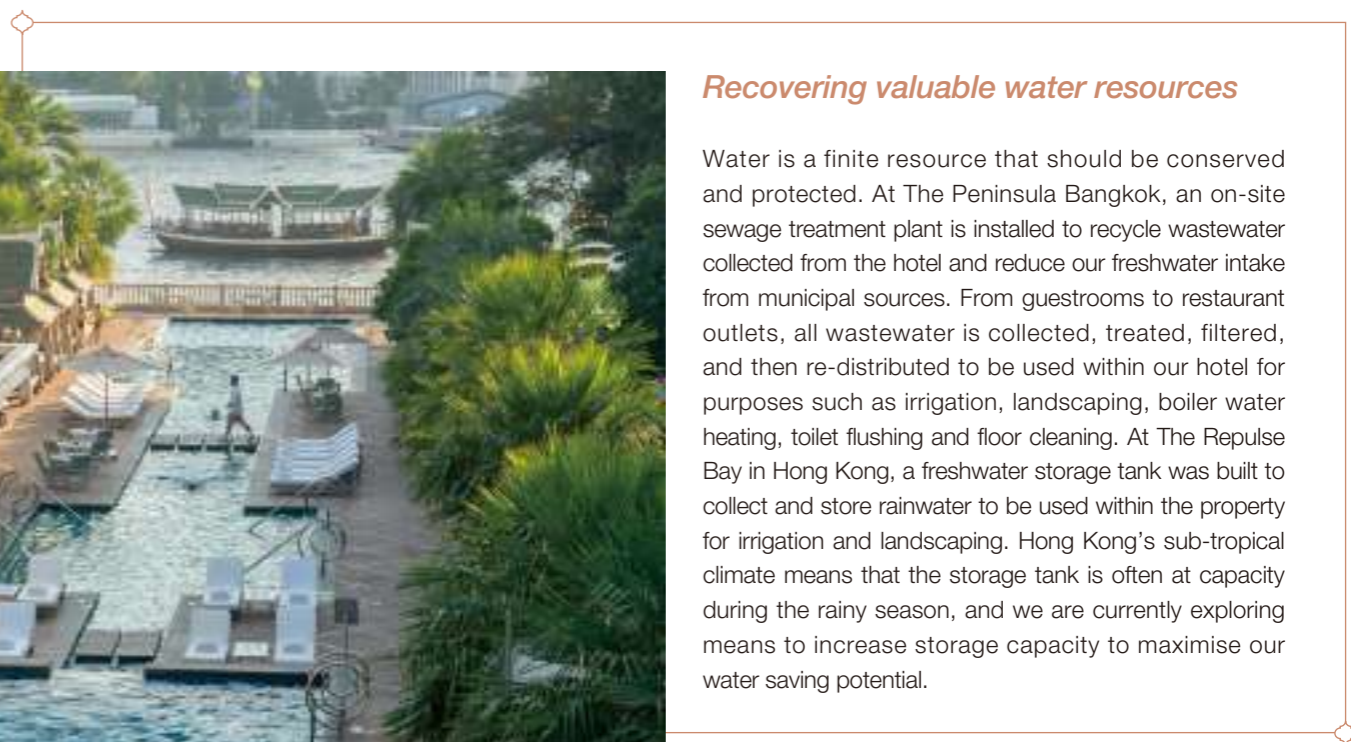 Recovering valuable water resources
Water is a finite resource that should be conserved
and protected. At The Peninsula Bangkok, an on-site
sewage treatment plant is installed to recycle wastewater
collected from the hotel and reduce our freshwater intake
from municipal sources. From guestrooms to restaurant
outlets, all wastewater is collected, treated, filtered,
and then re-distributed to be used within our hotel for
purposes such as irrigation, landscaping, boiler water
heating, toilet flushing and floor cleaning. At The Repulse
Bay in Hong Kong, a freshwater storage tank was built to
collect and store rainwater to be used within the property
for irrigation and landscaping. Hong Kong’s sub-tropical
climate means that the storage tank is often at capacity
during the rainy season, and we are currently exploring
means to increase storage capacity to maximise our
water saving potential.